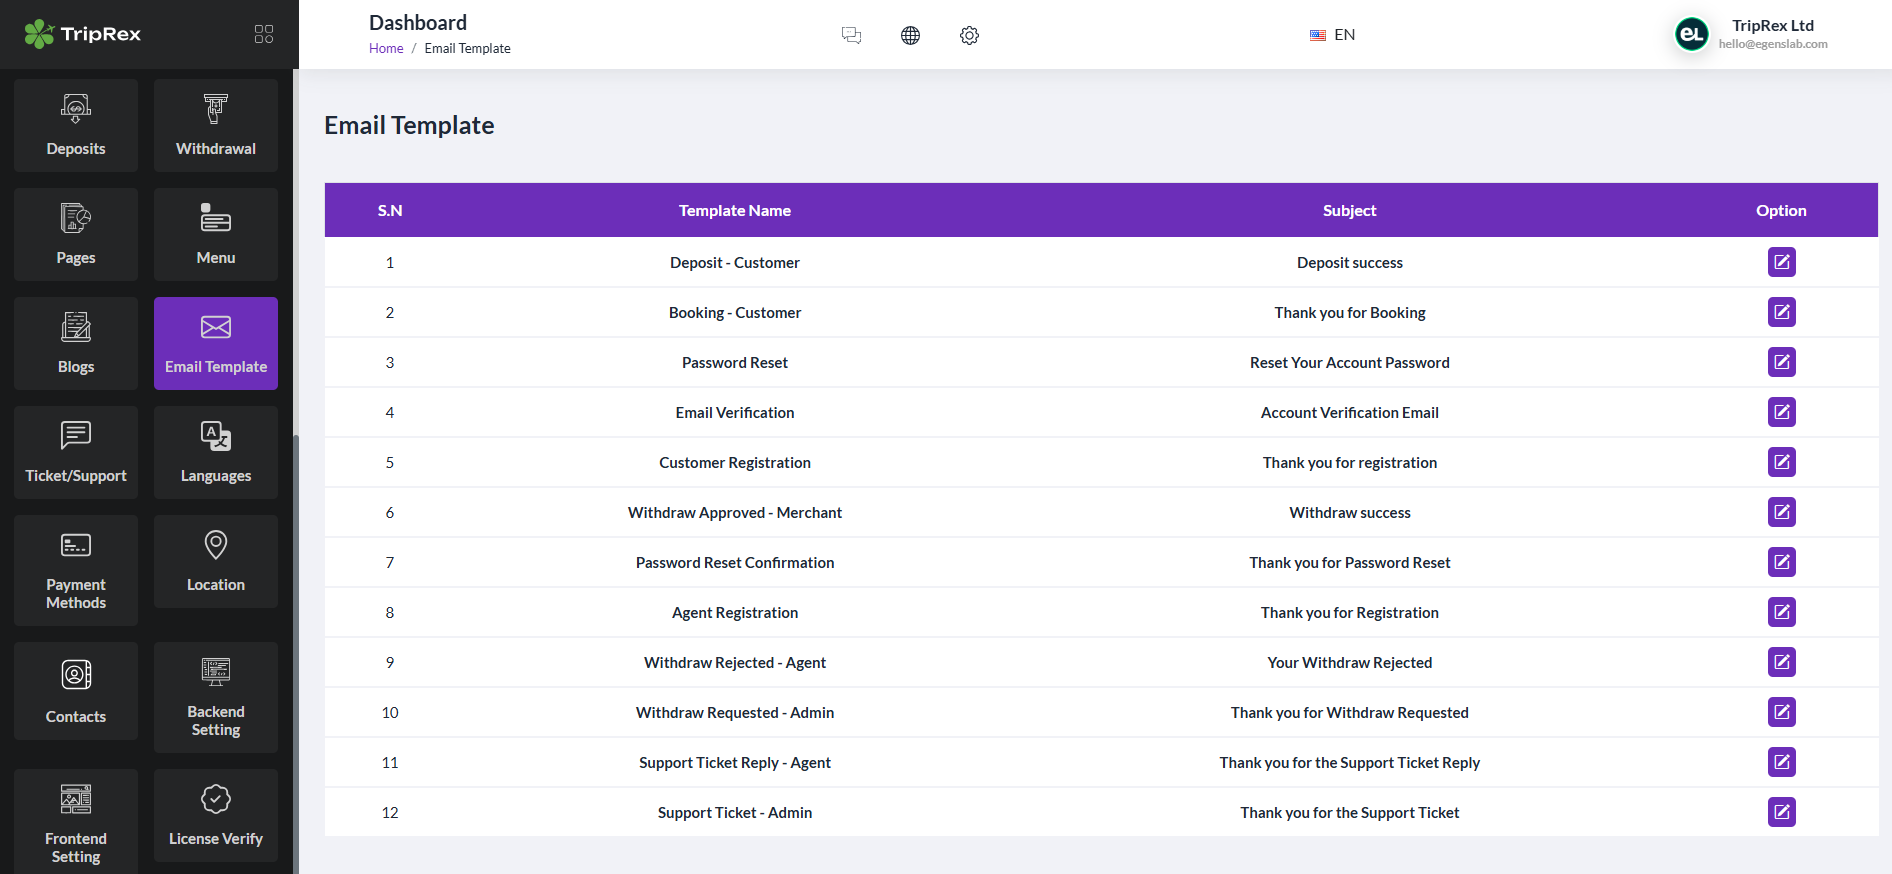 TripRex
Dashboard
Home / Email Template
EN
eL
TripRex Ltd
hello@egenslab.com
Deposits
Withdrawal
Pages
Menu
Blogs
Email Template
Ticket/Support
Languages
Payment
Methods
Location
Contacts
Backend
Setting
Frontend
Setting
License Verify
Email Template
S.N Template Name Subject Option
1 Deposit - Customer Deposit success
2 Booking - Customer Thank you for Booking
3 Password Reset Reset Your Account Password
4 Email Verification Account Verification Email
5 Customer Registration Thank you for registration
6 Withdraw Approved - Merchant Withdraw success
7 Password Reset Confirmation Thank you for Password Reset
8 Agent Registration Thank you for Registration
9 Withdraw Rejected - Agent Your Withdraw Rejected
10 Withdraw Requested - Admin Thank you for Withdraw Requested
11 Support Ticket Reply - Agent Thank you for the Support Ticket Reply
12 Support Ticket - Admin Thank you for the Support Ticket